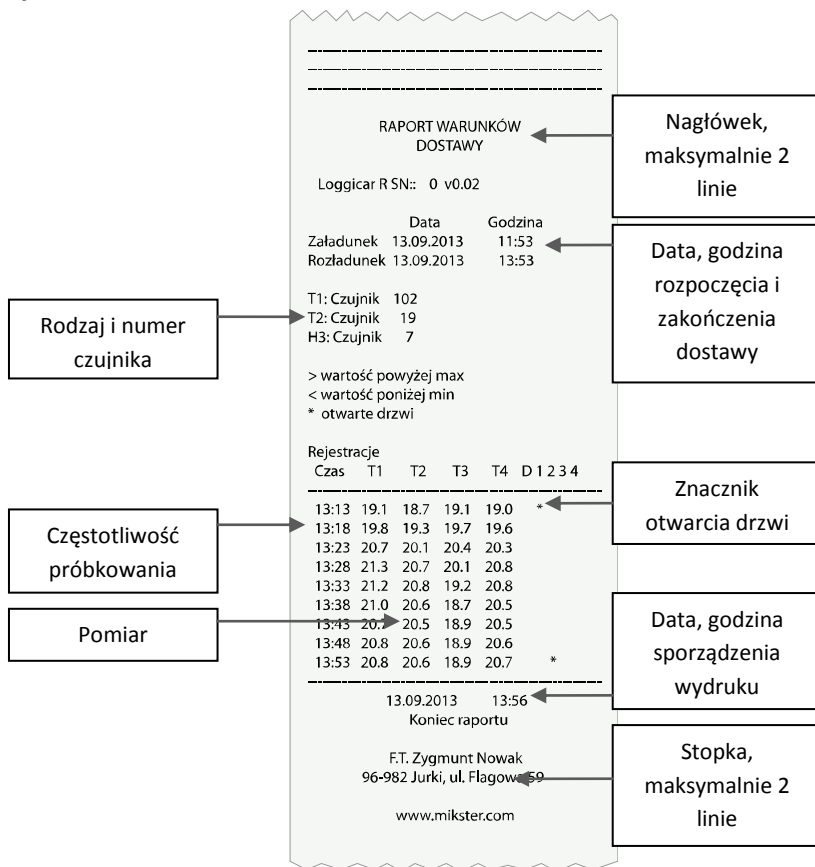 RAPORT WARUNKÓW
DOSTAWY
Loggicar R SN:: 0 v0.02
Data Godzina
Załadunek 13.09.2013 11:53
Rozładunek 13.09.2013 13:53
T1: Czujnik 102
T2: Czujnik 19
H3: Czujnik 7
> wartość powyżej max
< wartość poniżej min
* otwarte drzwi
Rejestracje
Czas T1 T2 T3 T4 D 1 2 3 4
13:13 19.1 18.7 19.1 19.0 *
13:18 19.8 19.3 19.7 19.6
13:23 20.7 20.1 20.4 20.3
13:28 21.3 20.7 20.1 20.8
13:33 21.2 20.8 19.2 20.8
13:38 21.0 20.6 18.7 20.5
13:43 20.7 20.5 18.9 20.5
13:48 20.8 20.6 18.9 20.6
13:53 20.8 20.6 18.9 20.7 *
13.09.2013 13:56
Koniec raportu
F.T. Zygmunt Nowak
96-982 Jurki, ul. Flagowa 59
www.mikster.com
Rodzaj i numer
czujnika
Częstotliwość
próbkowania
Pomiar
Nagłówek,
maksymalnie 2
linie
Data, godzina
rozpoczęcia i
zakończenia
dostawy
Znacznik
otwarcia drzwi
Data, godzina
sporządzenia
wydruku
Stopka,
maksymalnie 2
linie